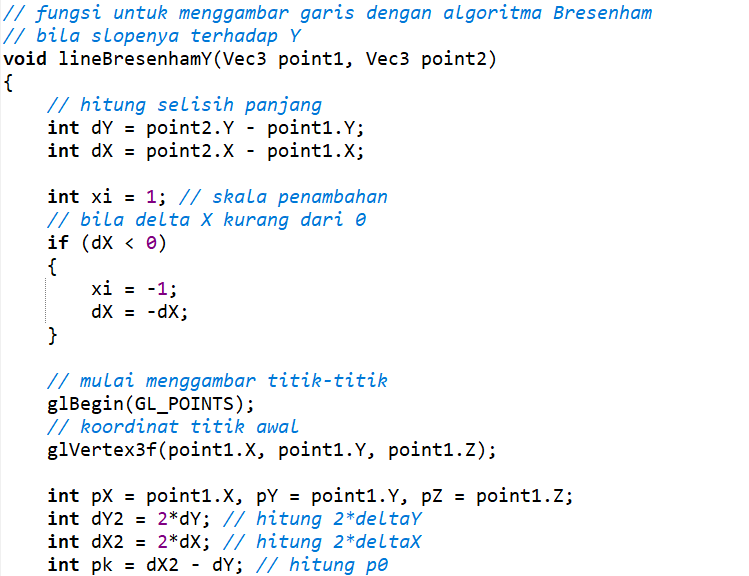 // fungsi untuk menggambar garis dengan algoritma Bresenham
// bila slopenya terhadap Y
void lineBresenhamY(Vec3 point1, Vec3 point2)
{
    // hitung selisih panjang
    int dY = point2.Y - point1.Y;
    int dX = point2.X - point1.X;

    int xi = 1; // skala penambahan
    // bila delta X kurang dari 0
    if (dX < 0)
    {
        xi = -1;
        dX = -dX;
    }

    // mulai menggambar titik-titik
    glBegin(GL_POINTS);
    // koordinat titik awal
    glVertex3f(point1.X, point1.Y, point1.Z);

    int pX = point1.X, pY = point1.Y, pZ = point1.Z;
    int dY2 = 2*dY; // hitung 2*deltaY
    int dX2 = 2*dX; // hitung 2*deltaX
    int pk = dX2 - dY; // hitung p0